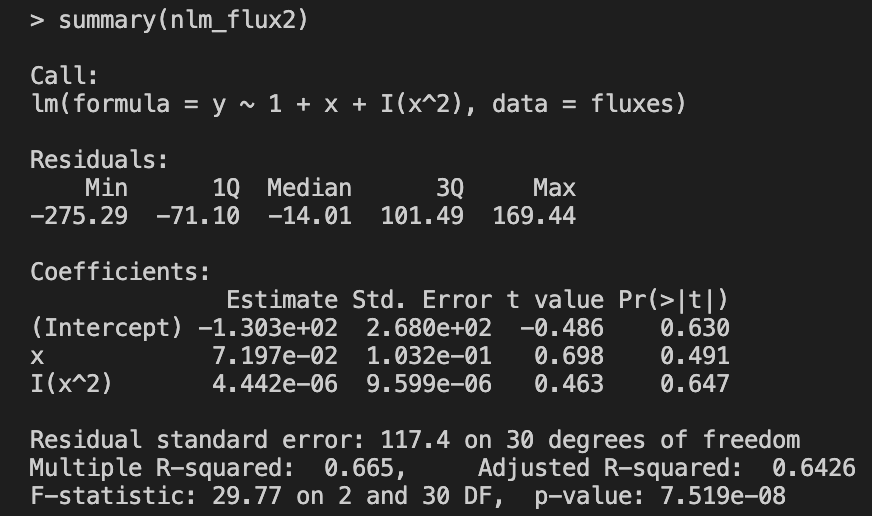 > summary(nlm_flux2)
Call:
lm(formula = y ~ 1 + x + I(x^2), data = fluxes)
Residuals:
    Min      1Q  Median      3Q     Max
-275.29  -71.10  -14.01  101.49  169.44
Coefficients:
              Estimate Std. Error t value Pr(>|t|)
(Intercept) -1.303e+02  2.680e+02  -0.486    0.630
x            7.197e-02  1.032e-01   0.698    0.491
I(x^2)       4.442e-06  9.599e-06   0.463    0.647
Residual standard error: 117.4 on 30 degrees of freedom
Multiple R-squared:  0.665,     Adjusted R-squared:  0.6426
F-statistic: 29.77 on 2 and 30 DF,  p-value: 7.519e-08